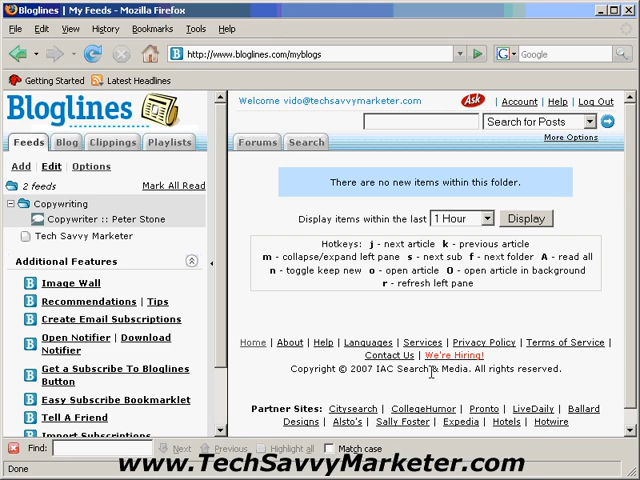 Bloglines | My Feeds - Mozilla Firefox
File Edit View History Bookmarks Tools Help
http://www.bloglines.com/myblogs
G Google
Getting Started Latest Headlines
Bloglines
Welcome vido@techsavvymarketer.com Ask | Account | Help | Log Out
Search for Posts
More Options
Feeds Blog Clippings Playlists
Forums Search
Add | Edit | Options
2 feeds Mark All Read
Copywriting
Copywriter :: Peter Stone
Tech Savvy Marketer
Additional Features
Image Wall
Recommendations | Tips
Create Email Subscriptions
Open Notifier | Download
Notifier
Get a Subscribe To Bloglines
Button
Easy Subscribe Bookmarklet
Tell A Friend
Import Subscriptions
There are no new items within this folder.
Display items within the last 1 Hour Display
Hotkeys: j - next article k - previous article
m - collapse/expand left pane s - next sub f - next folder A - read all
n - toggle keep new o - open article O - open article in background
r - refresh left pane
Home | About | Help | Languages | Services | Privacy Policy | Terms of Service |
Contact Us | We're Hiring!
Copyright © 2007 IAC Search & Media. All rights reserved.
Partner Sites: Citysearch | CollegeHumor | Pronto | LiveDaily | Ballard
Designs | Alsto's | Sally Foster | Expedia | Hotels | Hotwire
Find: Next Previous Highlight all Match case
Done
www.TechSavvyMarketer.com